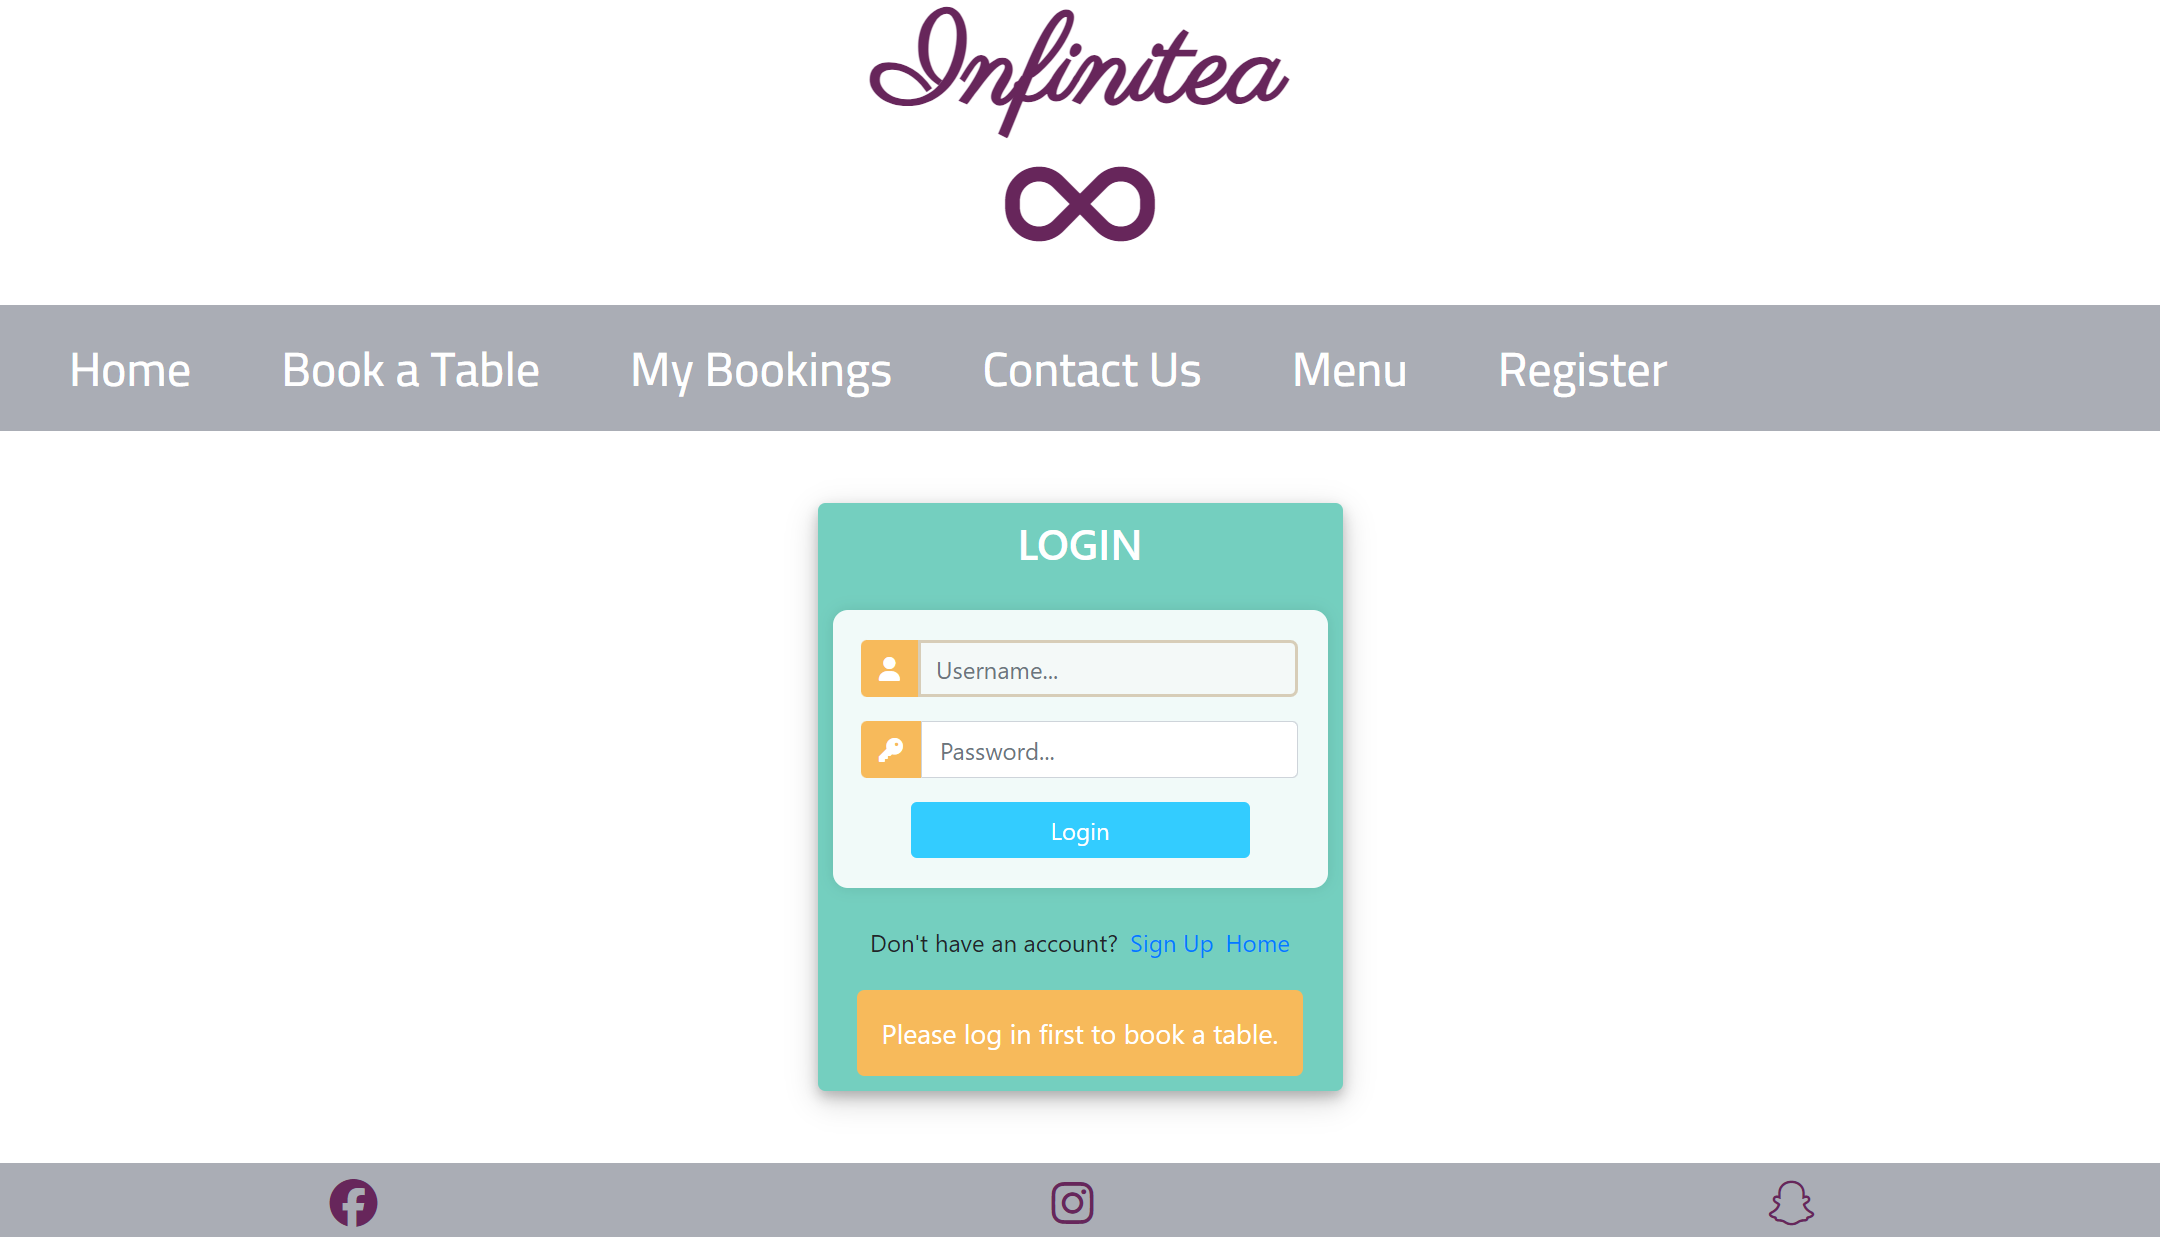 Infinitea
Home Book a Table My Bookings Contact Us Menu Register
LOGIN
Username...
Password...
Login
Don't have an account? Sign Up Home
Please log in first to book a table.